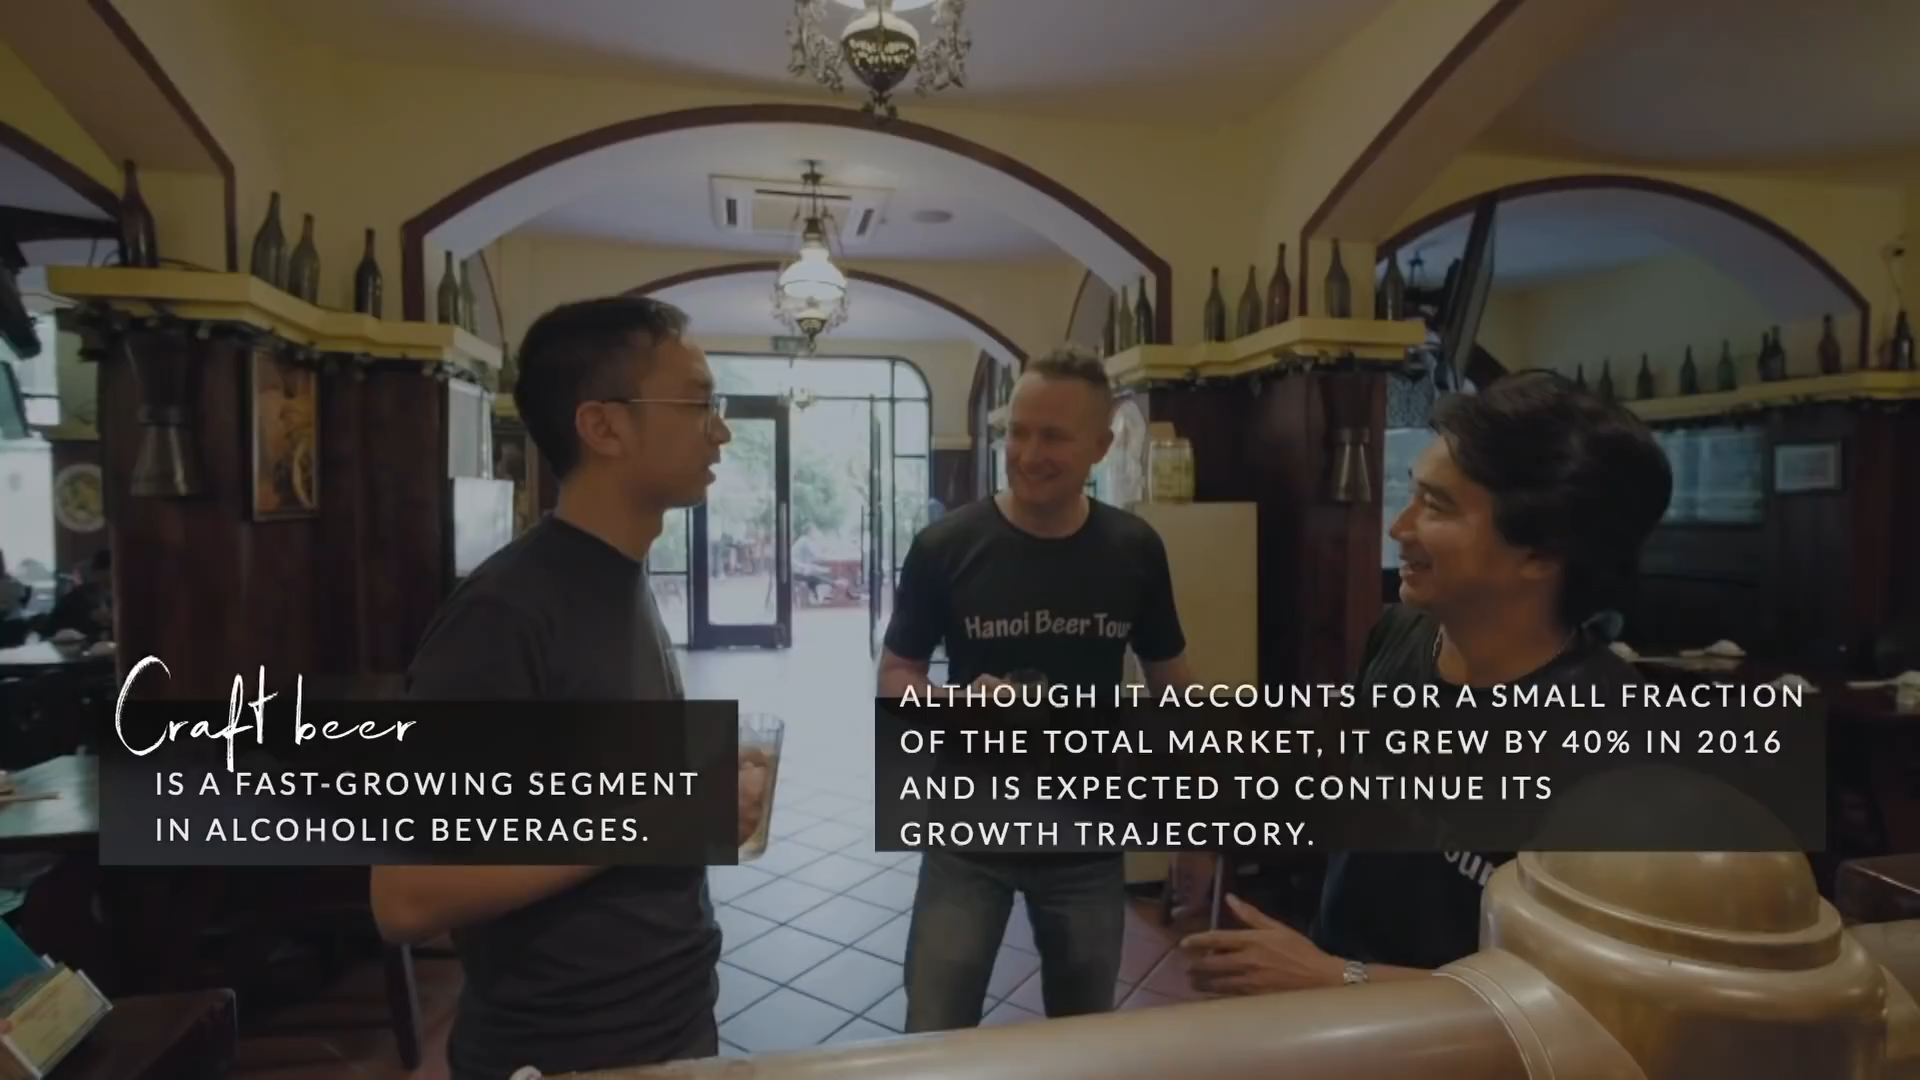 Hanoi Beer Tour
Craft beer
IS A FAST-GROWING SEGMENT
IN ALCOHOLIC BEVERAGES.
ALTHOUGH IT ACCOUNTS FOR A SMALL FRACTION
OF THE TOTAL MARKET, IT GREW BY 40% IN 2016
AND IS EXPECTED TO CONTINUE ITS
GROWTH TRAJECTORY.